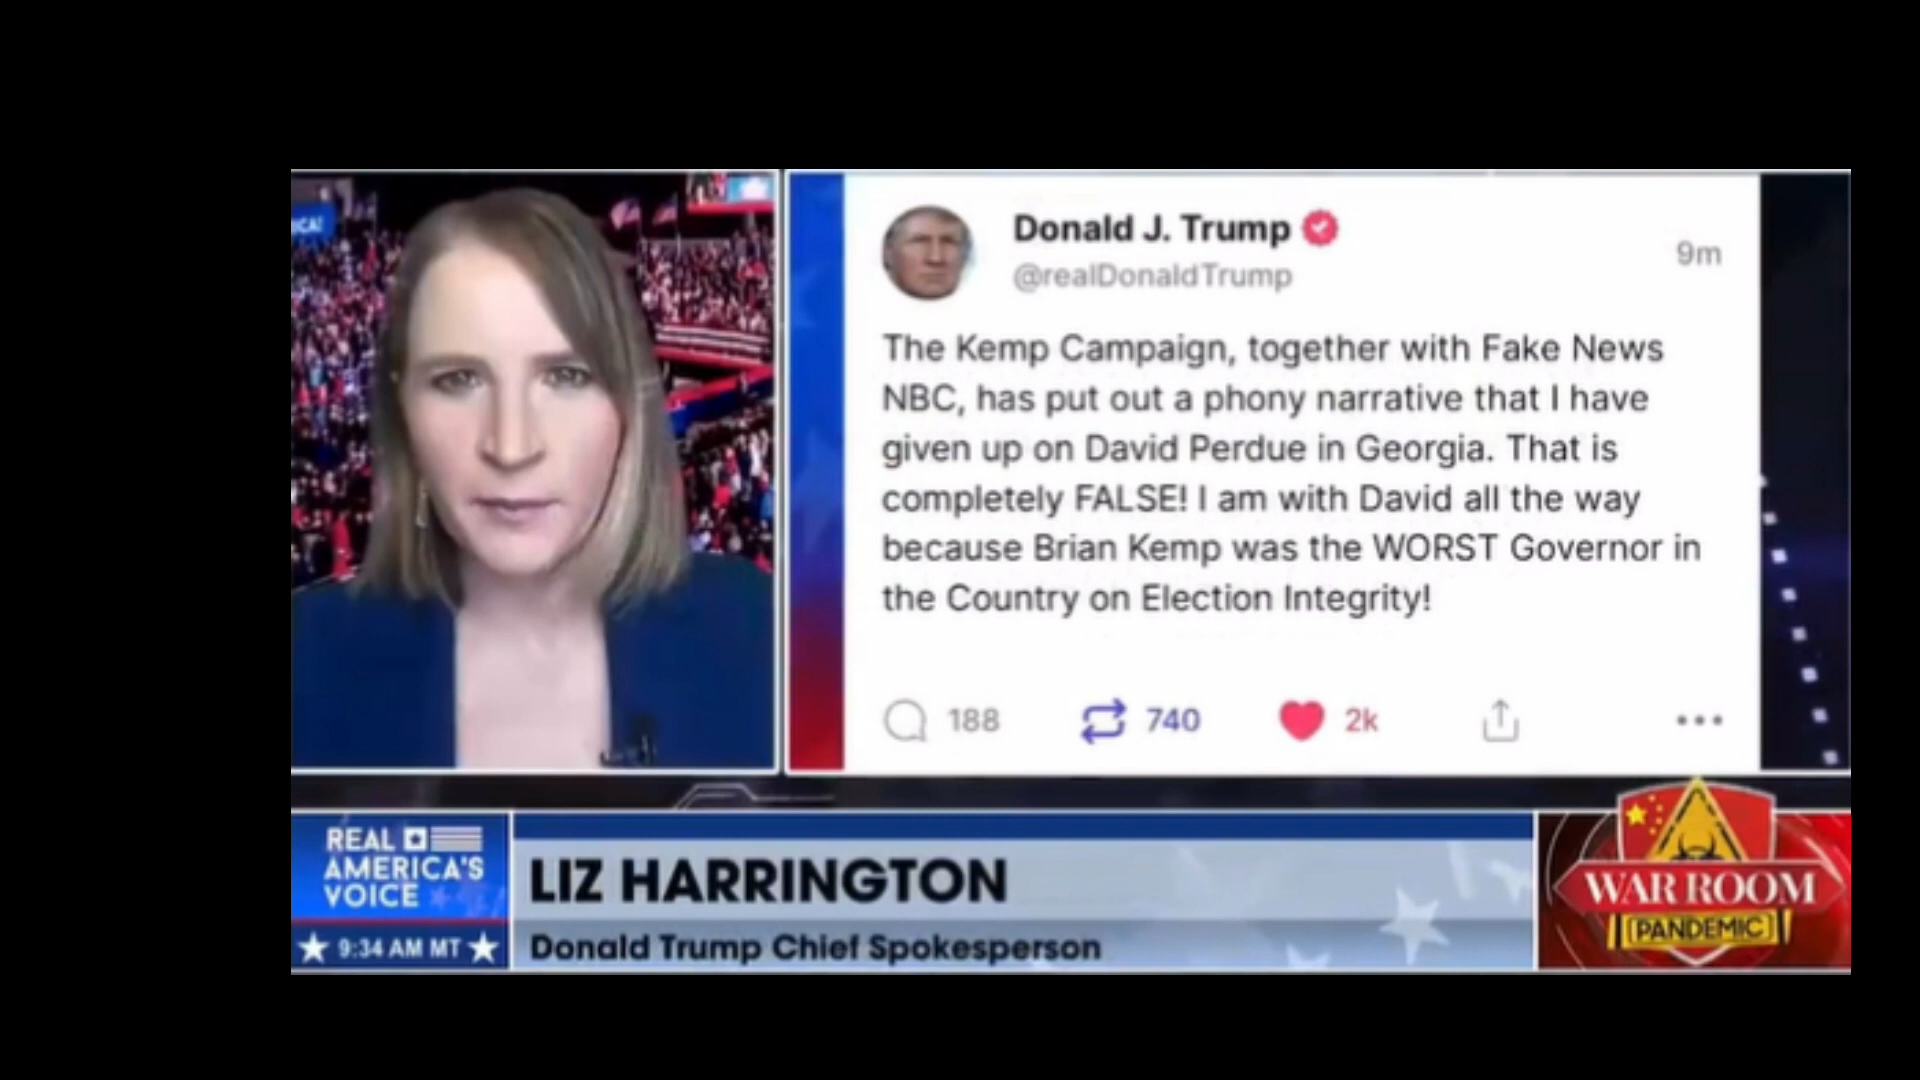 ICA!
Donald J. Trump
@realDonaldTrump
9m
The Kemp Campaign, together with Fake News
NBC, has put out a phony narrative that I have
given up on David Perdue in Georgia. That is
completely FALSE! I am with David all the way
because Brian Kemp was the WORST Governor in
the Country on Election Integrity!
188
740
2k
REAL
AMERICA'S
VOICE
9:34 AM MT
LIZ HARRINGTON
Donald Trump Chief Spokesperson
WAR ROOM
PANDEMIC